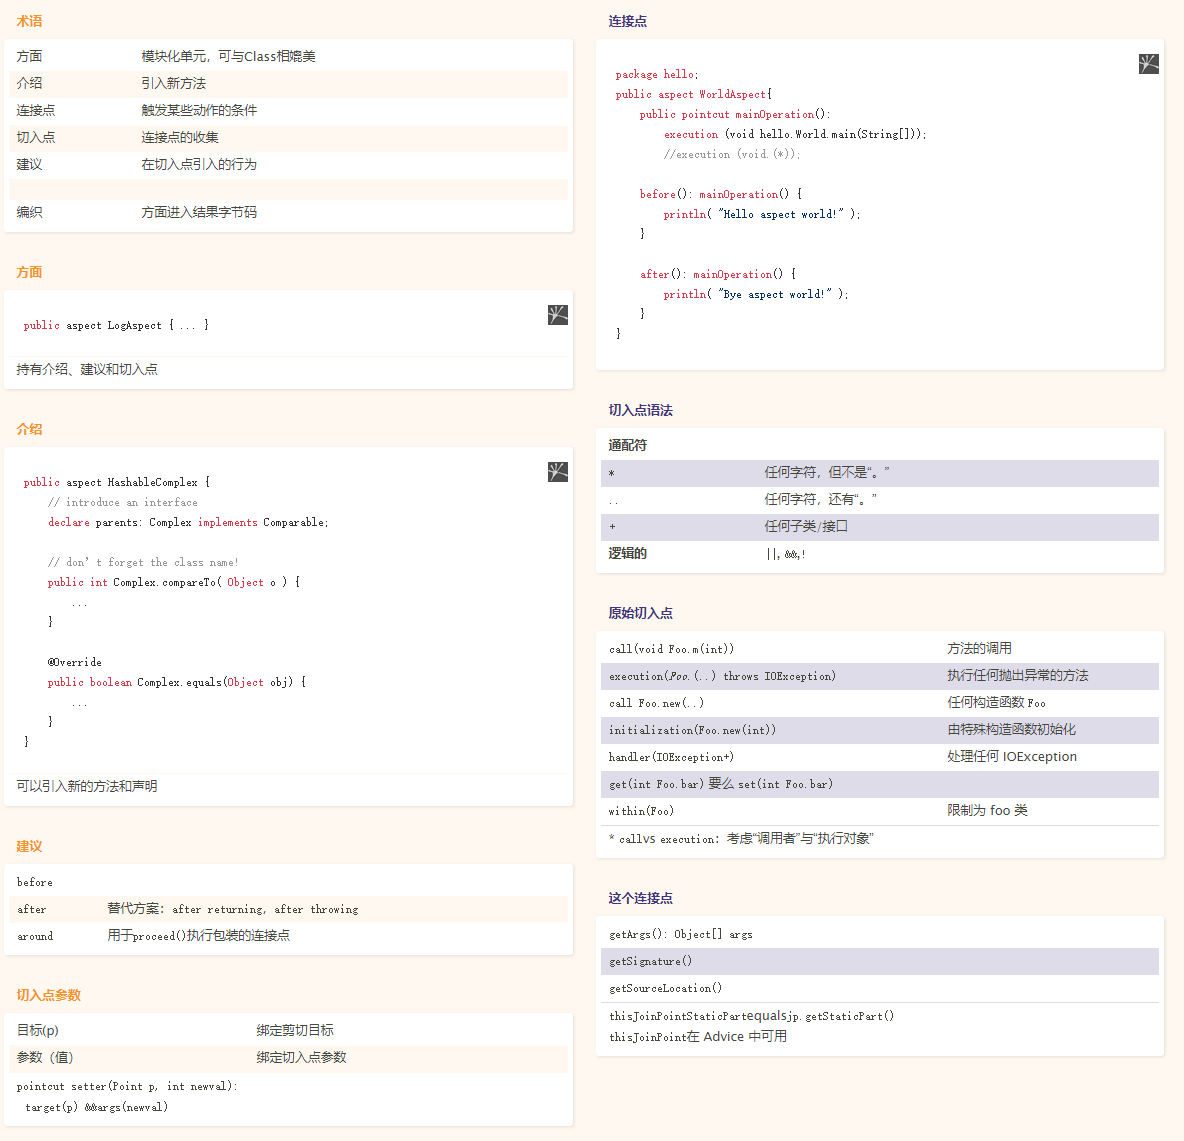 术语
方面 模块化单元，可与Class相媲美
介绍 引入新方法
连接点 触发某些动作的条件
切入点 连接点的收集
建议 在切入点引入的行为
编织 方面进入结果字节码
方面
public aspect LogAspect { ... }
持有介绍、建议和切入点
介绍
public aspect HashableComplex {
// introduce an interface
declare parents: Complex implements Comparable;
// don’t forget the class name!
public int Complex.compareTo( Object o ) {
...
}
@Override
public boolean Complex.equals(Object obj) {
...
}
}
可以引入新的方法和声明
建议
before
after 替代方案：after returning, after throwing
around 用于proceed()执行包装的连接点
切入点参数
目标(p) 绑定剪切目标
参数（值） 绑定切入点参数
pointcut setter(Point p, int newval):
target(p) &&args(newval)
连接点
package hello;
public aspect WorldAspect{
public pointcut mainOperation():
execution (void hello.World.main(String[]));
//execution (void.(*));
before(): mainOperation() {
println( "Hello aspect world!" );
}
after(): mainOperation() {
println( "Bye aspect world!" );
}
}
切入点语法
通配符
* 任何字符，但不是“。”
.. 任何字符，还有“。”
+ 任何子类/接口
逻辑的 ||, &&,!
原始切入点
call(void Foo.m(int)) 方法的调用
execution(Foo.(..) throws IOException) 执行任何抛出异常的方法
call Foo.new(..) 任何构造函数 Foo
initialization(Foo.new(int)) 由特殊构造函数初始化
handler(IOException+) 处理任何 IOException
get(int Foo.bar) 要么 set(int Foo.bar)
within(Foo) 限制为 foo 类
* callvs execution：考虑“调用者”与“执行对象”
这个连接点
getArgs(): Object[] args
getSignature()
getSourceLocation()
thisJoinPointStaticPartequalsjp.getStaticPart()
thisJoinPoint在 Advice 中可用